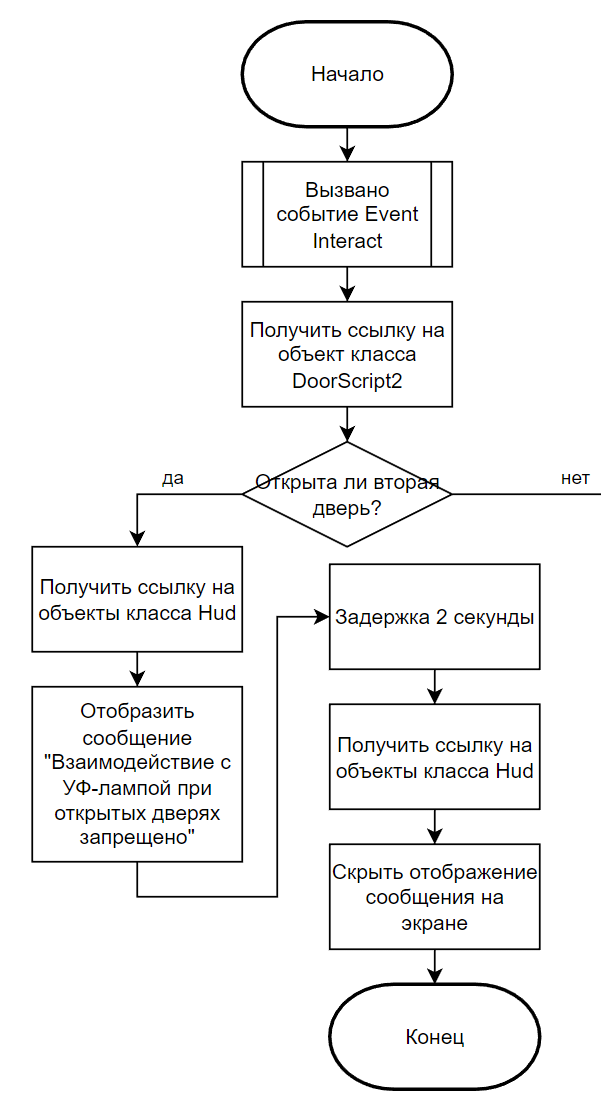 Начало
Вызвано
событие Event
Interact
Получить ссылку на
объект класса
DoorScript2
Открыта ли вторая
дверь?
да
нет
Получить ссылку на
объекты класса Hud
Отобразить
сообщение
"Взаимодействие с
УФ-лампой при
открытых дверях
запрещено"
Задержка 2 секунды
Получить ссылку на
объекты класса Hud
Скрыть отображение
сообщения на
экране
Конец